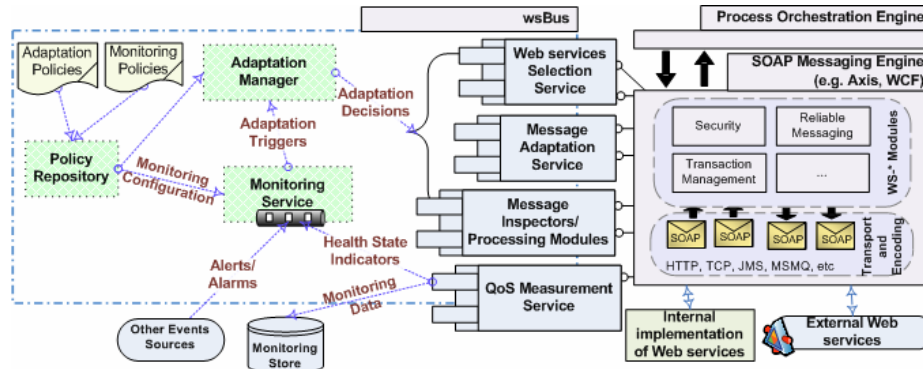 wsBus
Process Orchestration Engine
SOAP Messaging Engine
(e.g. Axis, WCF)
Adaptation
Policies
Monitoring
Policies
Adaptation
Manager
Adaptation
Decisions
Adaptation
Triggers
Policy
Repository
Monitoring
Configuration
Monitoring
Service
Health State
Indicators
Alerts/
Alarms
Monitoring
Data
Other Events
Sources
Monitoring
Store
Web services
Selection
Service
Message
Adaptation
Service
Message
Inspectors/
Processing Modules
QoS Measurement
Service
Security
Reliable
Messaging
Transaction
Management
...
WS-* Modules
SOAP
SOAP
SOAP
SOAP
HTTP, TCP, JMS, MSMQ, etc
Transport
and
Encoding
Internal
implementation
of Web services
External Web
services